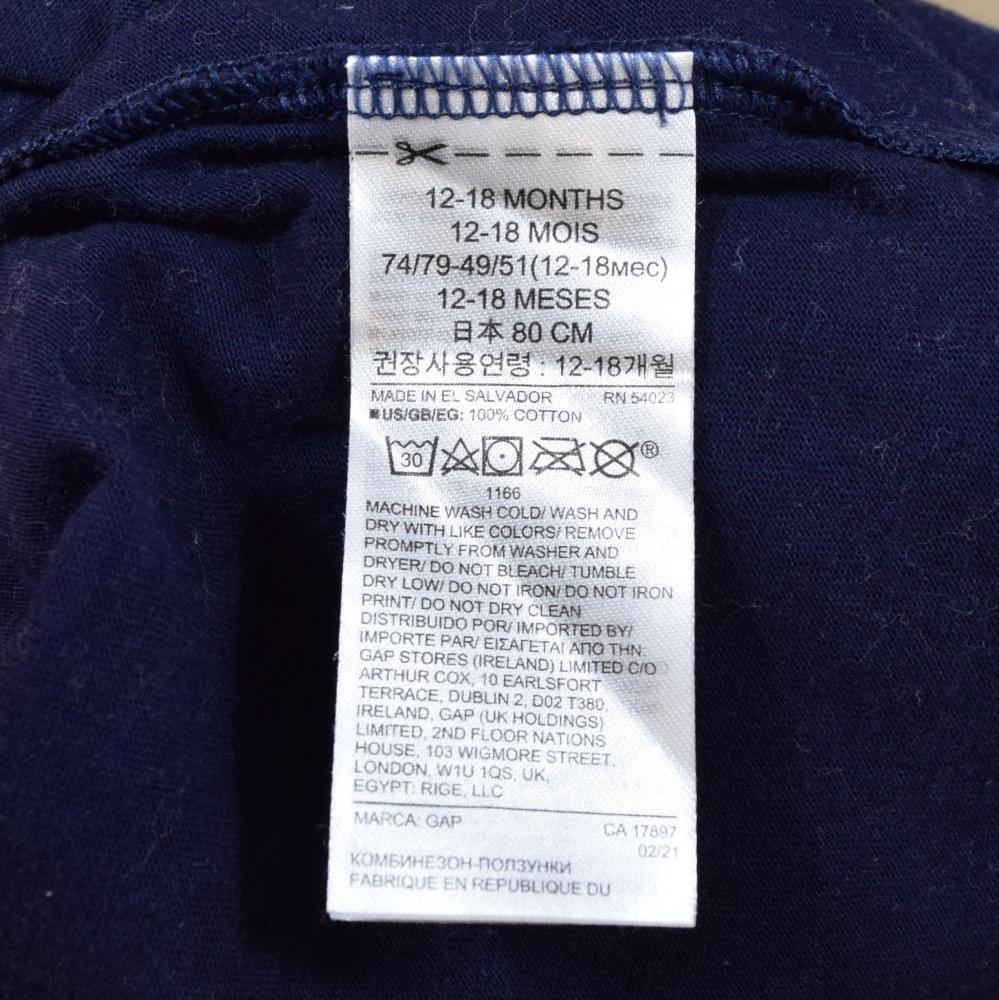 12-18 MONTHS
12-18 MOIS
74/79-49/51(12-18мес)
12-18 MESES
日本 80 CM
권장사용연령 : 12-18개월
MADE IN EL SALVADOR RN 54023
US/GB/EG: 100% COTTON
30 ®
1166
MACHINE WASH COLD/ WASH AND
DRY WITH LIKE COLORS/ REMOVE
PROMPTLY FROM WASHER AND
DRYER/ DO NOT BLEACH/ TUMBLE
DRY LOW/ DO NOT IRON/ DO NOT IRON
PRINT/ DO NOT DRY CLEAN
DISTRIBUIDO POR/ IMPORTED BY/
IMPORTE PAR/ ΕΙΣΑΓΕΤΑΙ ΑΠΟ ΤΗΝ:
GAP STORES (IRELAND) LIMITED C/O
ARTHUR COX, 10 EARLSFORT
TERRACE, DUBLIN 2, D02 T380,
IRELAND, GAP (UK HOLDINGS)
LIMITED, 2ND FLOOR NATIONS
HOUSE, 103 WIGMORE STREET,
LONDON, W1U 1QS, UK,
EGYPT: RIGE, LLC
MARCA: GAP CA 17897
02/21
КОМБИНЕЗОН-ПОЛЗУНКИ
FABRIQUE EN REPUBLIQUE DU